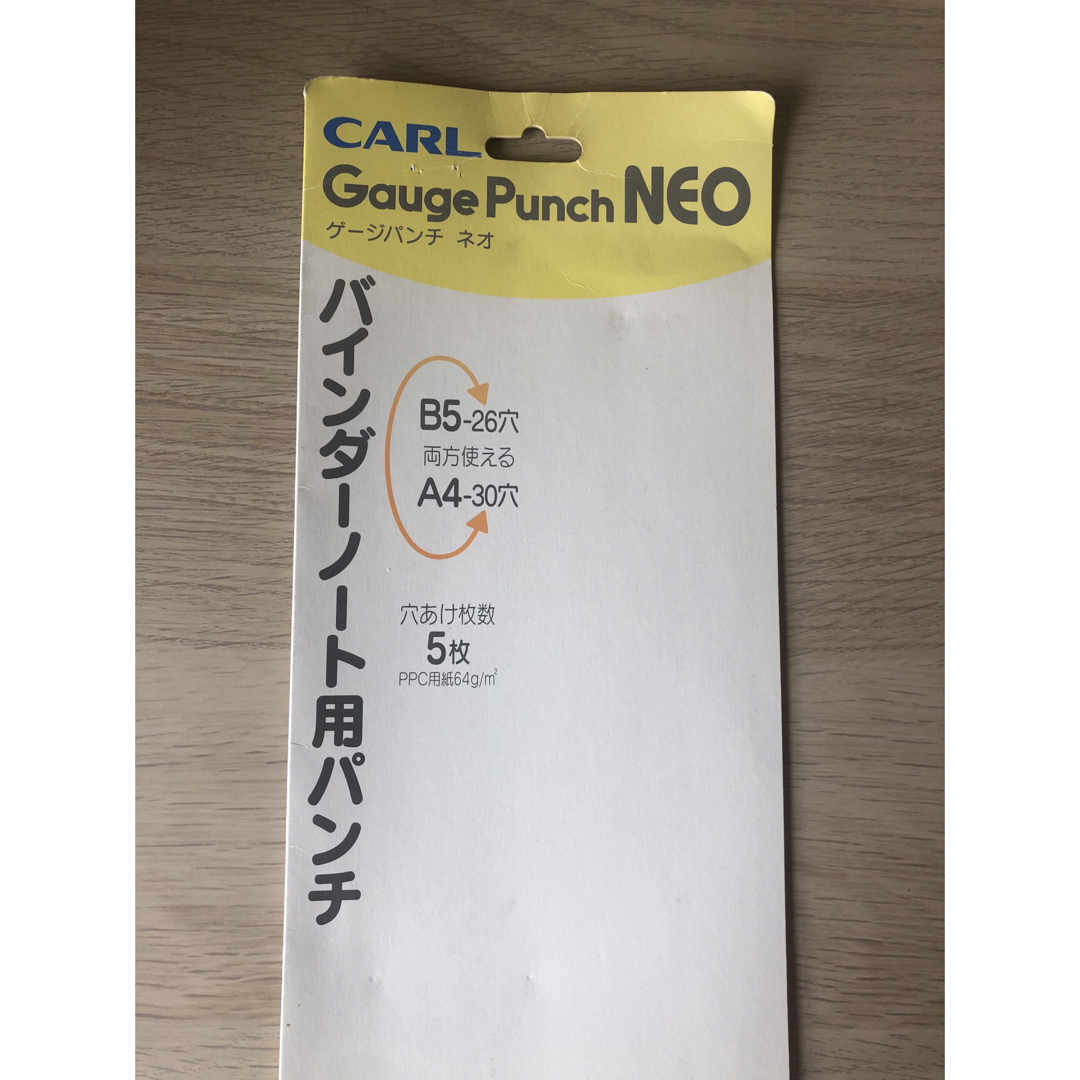 CARL
Gauge Punch NEO
ゲージパンチ ネオ
バインダーノート用パンチ
B5-26穴
両方使える
A4-30穴
穴あけ枚数
5枚
PPC用紙64g/㎡